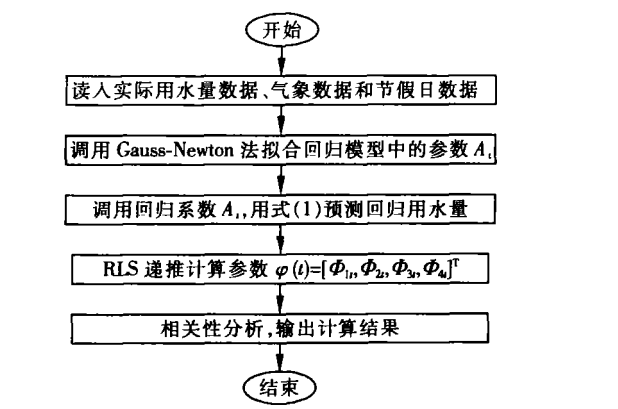 开始
读入实际用水量数据、气象数据和节假日数据
调用 Gauss-Newton 法拟合回归模型中的参数 Aᵢ
调用回归系数 Aᵢ,用式(1)预测回归用水量
RLS 递推计算参数 φ(t)=[Φ₁ₜ,Φ₂ₜ,Φ₃ₜ,Φ₄ₜ]ᵀ
相关性分析,输出计算结果
结束